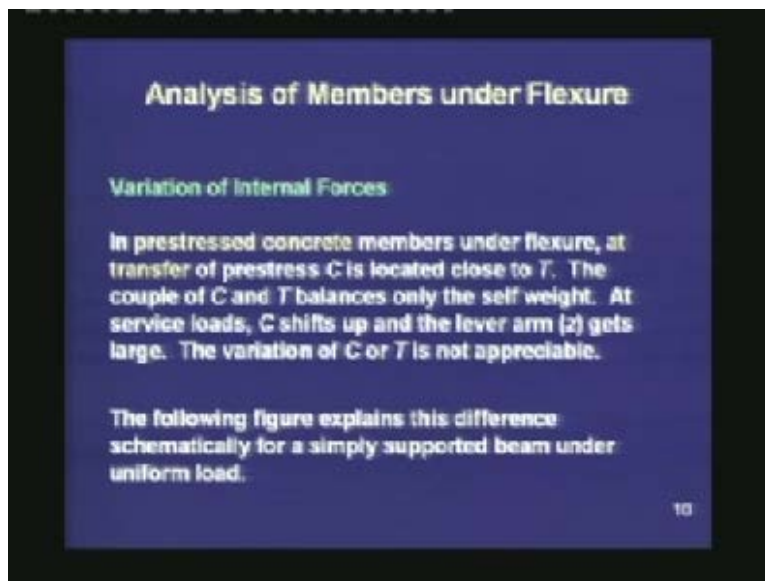 Analysis of Members under Flexure
Variation of Internal Forces
In prestressed concrete members under flexure, at
transfer of prestress C is located close to T. The
couple of C and T balances only the self weight. At
service loads, C shifts up and the lever arm (z) gets
large. The variation of C or T is not appreciable.
The following figure explains this difference
schematically for a simply supported beam under
uniform load.
10